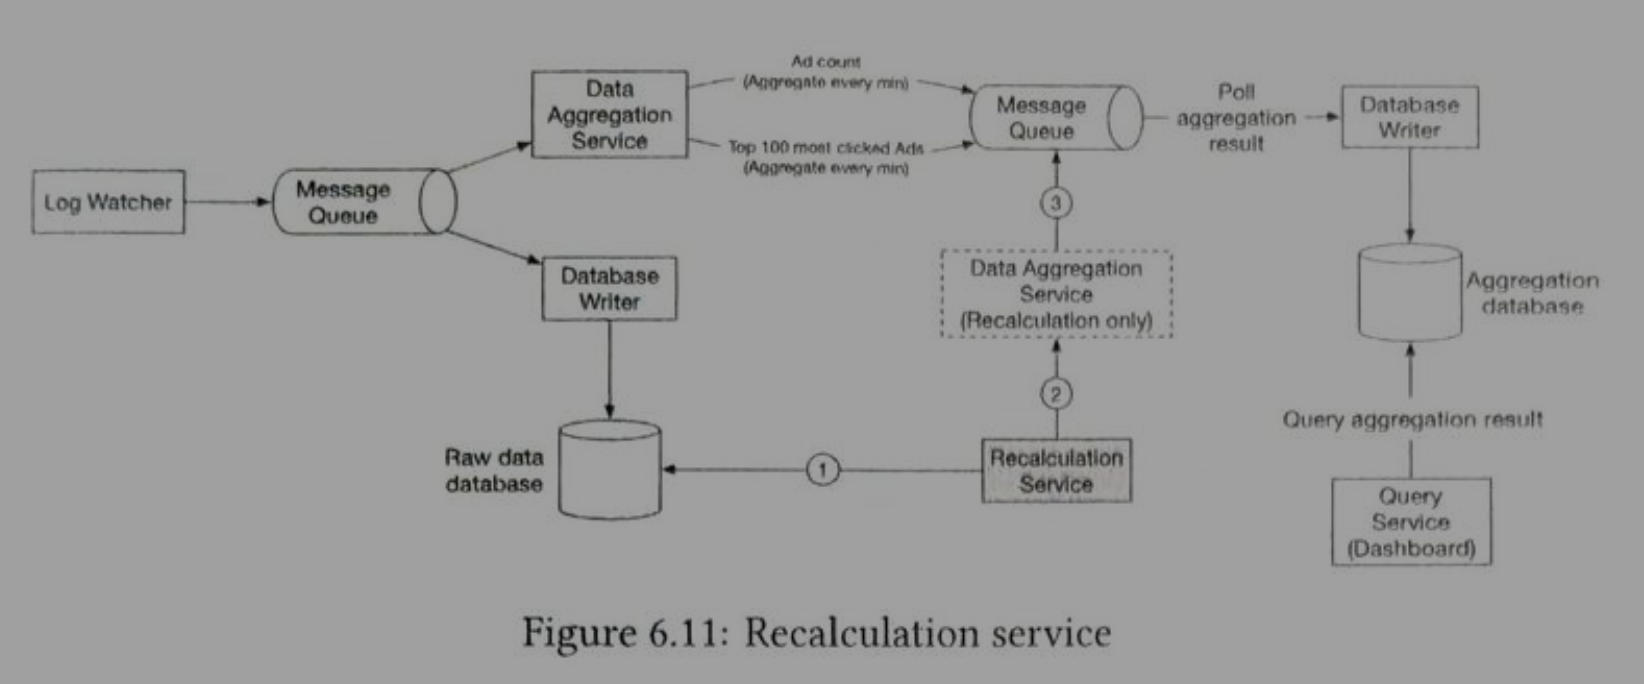 Log Watcher
Message
Queue
Data
Aggregation
Service
Database
Writer
Raw data
database
Ad count
(Aggregate every min)
Top 100 most clicked Ads
(Aggregate every min)
Message
Queue
3
Data Aggregation
Service
(Recalculation only)
2
1
Recalculation
Service
Poll
aggregation
result
Database
Writer
Aggregation
database
Query aggregation result
Query
Service
(Dashboard)
Figure 6.11: Recalculation service